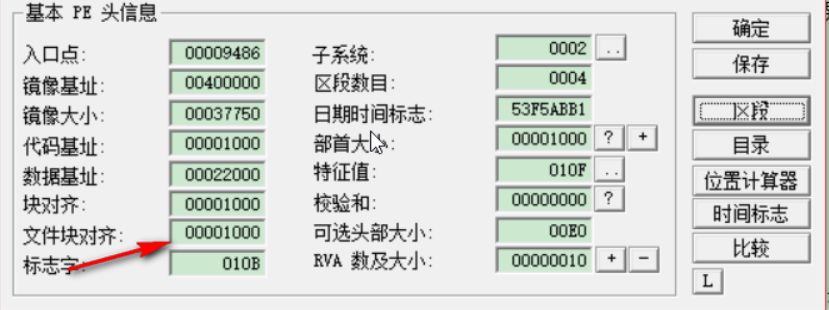 基本 PE 头信息
入口点: 00009486
镜像基址: 00400000
镜像大小: 00037750
代码基址: 00001000
数据基址: 00022000
块对齐: 00001000
文件块对齐: 00001000
标志字: 010B
子系统: 0002 ..
区段数目: 0004
日期时间标志: 53F5ABB1
部首大小: 00001000 ? +
特征值: 010F ..
校验和: 00000000 ?
可选头部大小: 00E0
RVA 数及大小: 00000010 + -
确定
保存
区段
目录
位置计算器
时间标志
比较
L